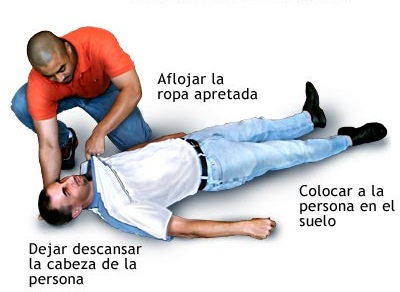 Aflojar la
ropa apretada
Colocar a la
persona en el
suelo
Dejar descansar
la cabeza de la
persona